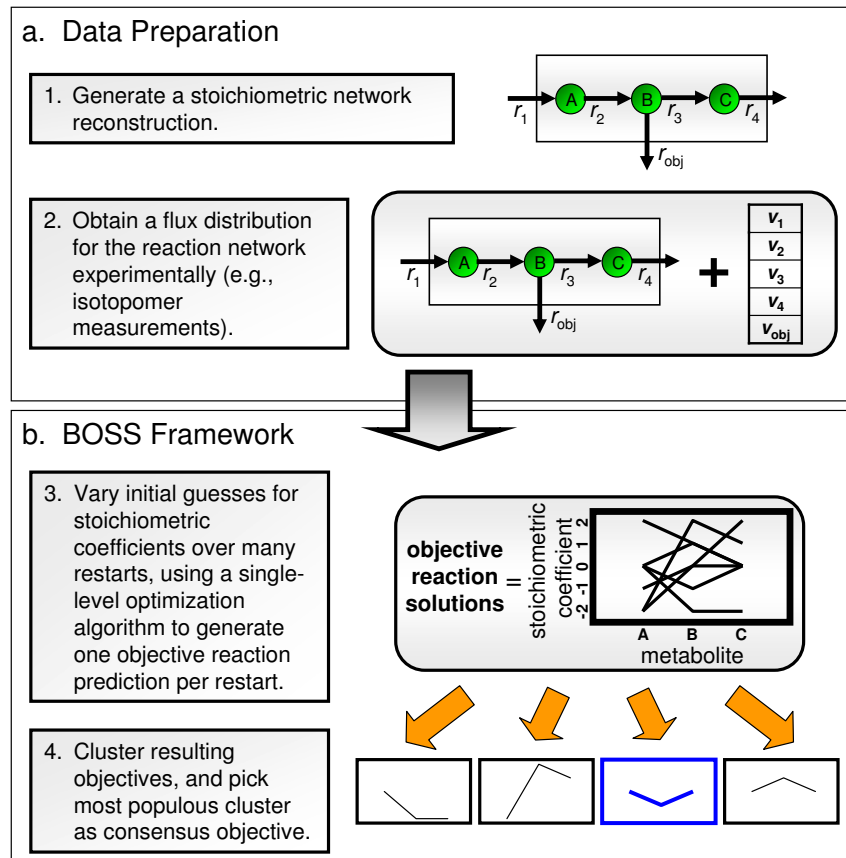 a. Data Preparation
1. Generate a stoichiometric network
reconstruction.
A B C
r1 r2 r3 r4
robj
2. Obtain a flux distribution
for the reaction network
experimentally (e.g.,
isotopomer
measurements).
A B C
r1 r2 r3 r4
robj
+
v1
v2
v3
v4
vobj
b. BOSS Framework
3. Vary initial guesses for
stoichiometric
coefficients over many
restarts, using a single-
level optimization
algorithm to generate
one objective reaction
prediction per restart.
objective
reaction
solutions
=
stoichiometric
coefficient
2
1
0
-1
-2
A B C
metabolite
4. Cluster resulting
objectives, and pick
most populous cluster
as consensus objective.